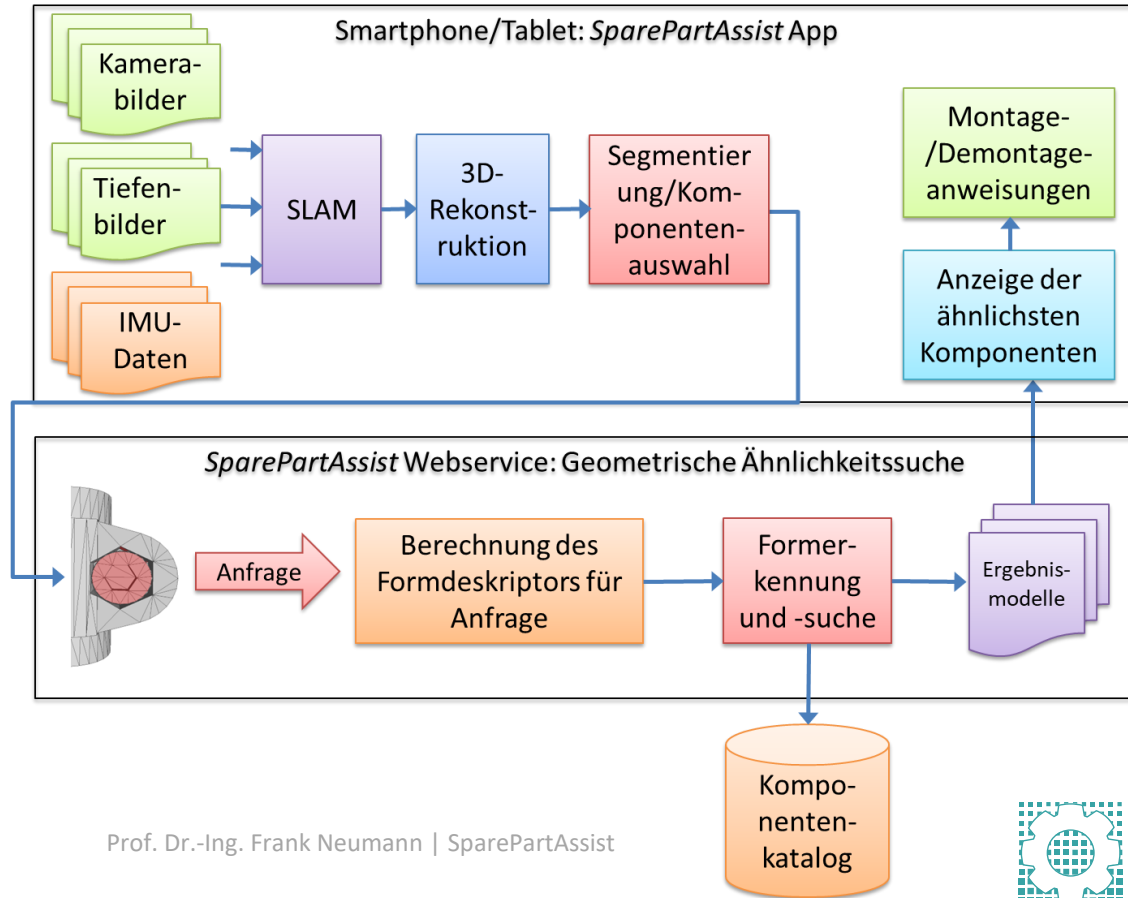 Smartphone/Tablet: SparePartAssist App
Kamera-
bilder
Tiefen-
bilder
IMU-
Daten
SLAM
3D-
Rekonst-
ruktion
Segmentier
ung/Kom-
ponenten-
auswahl
Montage-
/Demontage-
anweisungen
Anzeige der
ähnlichsten
Komponenten
SparePartAssist Webservice: Geometrische Ähnlichkeitssuche
Anfrage
Berechnung des
Formdeskriptors für
Anfrage
Formerr-
kennung
und -suche
Ergebnis-
modelle
Kompo-
nenten-
katalog
Prof. Dr.-Ing. Frank Neumann | SparePartAssist